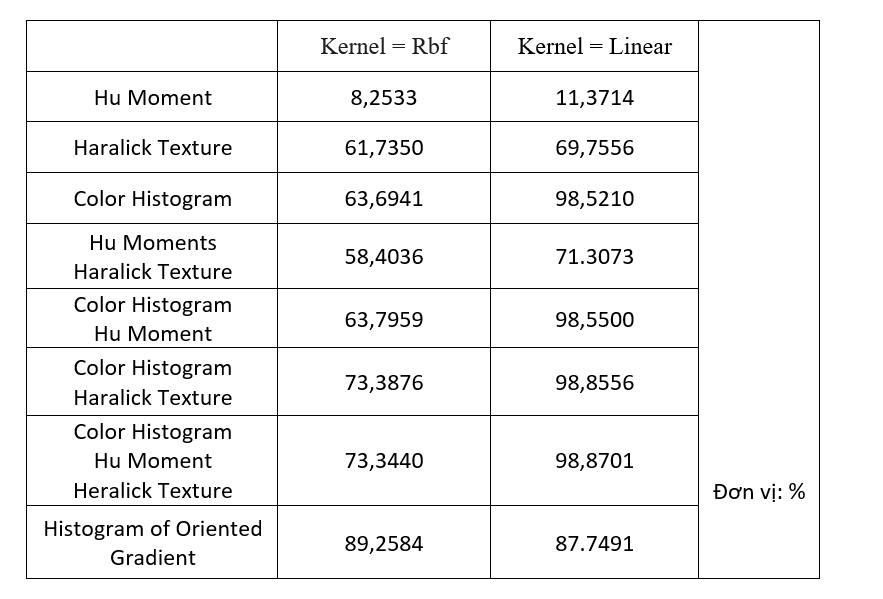 Kernel = Rbf
Kernel = Linear
Hu Moment
8,2533
11,3714
Haralick Texture
61,7350
69,7556
Color Histogram
63,6941
98,5210
Hu Moments
Haralick Texture
58,4036
71.3073
Color Histogram
Hu Moment
63,7959
98,5500
Color Histogram
Haralick Texture
73,3876
98,8556
Color Histogram
Hu Moment
Heralick Texture
73,3440
98,8701
Đơn vị: %
Histogram of Oriented
Gradient
89,2584
87.7491